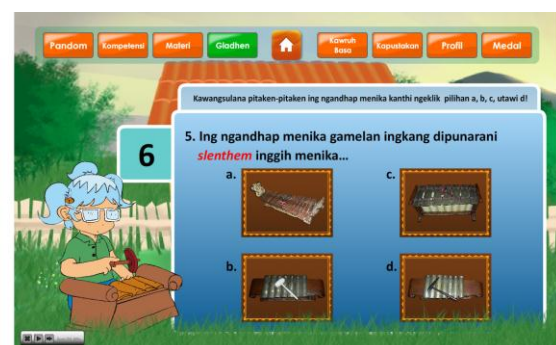 Pandom
Kompetensi
Materi
Gladhen
Kawruh
Basa
Kapustakan
Profil
Medal
Kawangsulana pitaken-pitaken ing ngandhap menika kanthi ngeklik pilihan a, b, c, utawi d!
6
5. Ing ngandhap menika gamelan ingkang dipunarani
slenthem inggih menika...
a.
c.
b.
d.